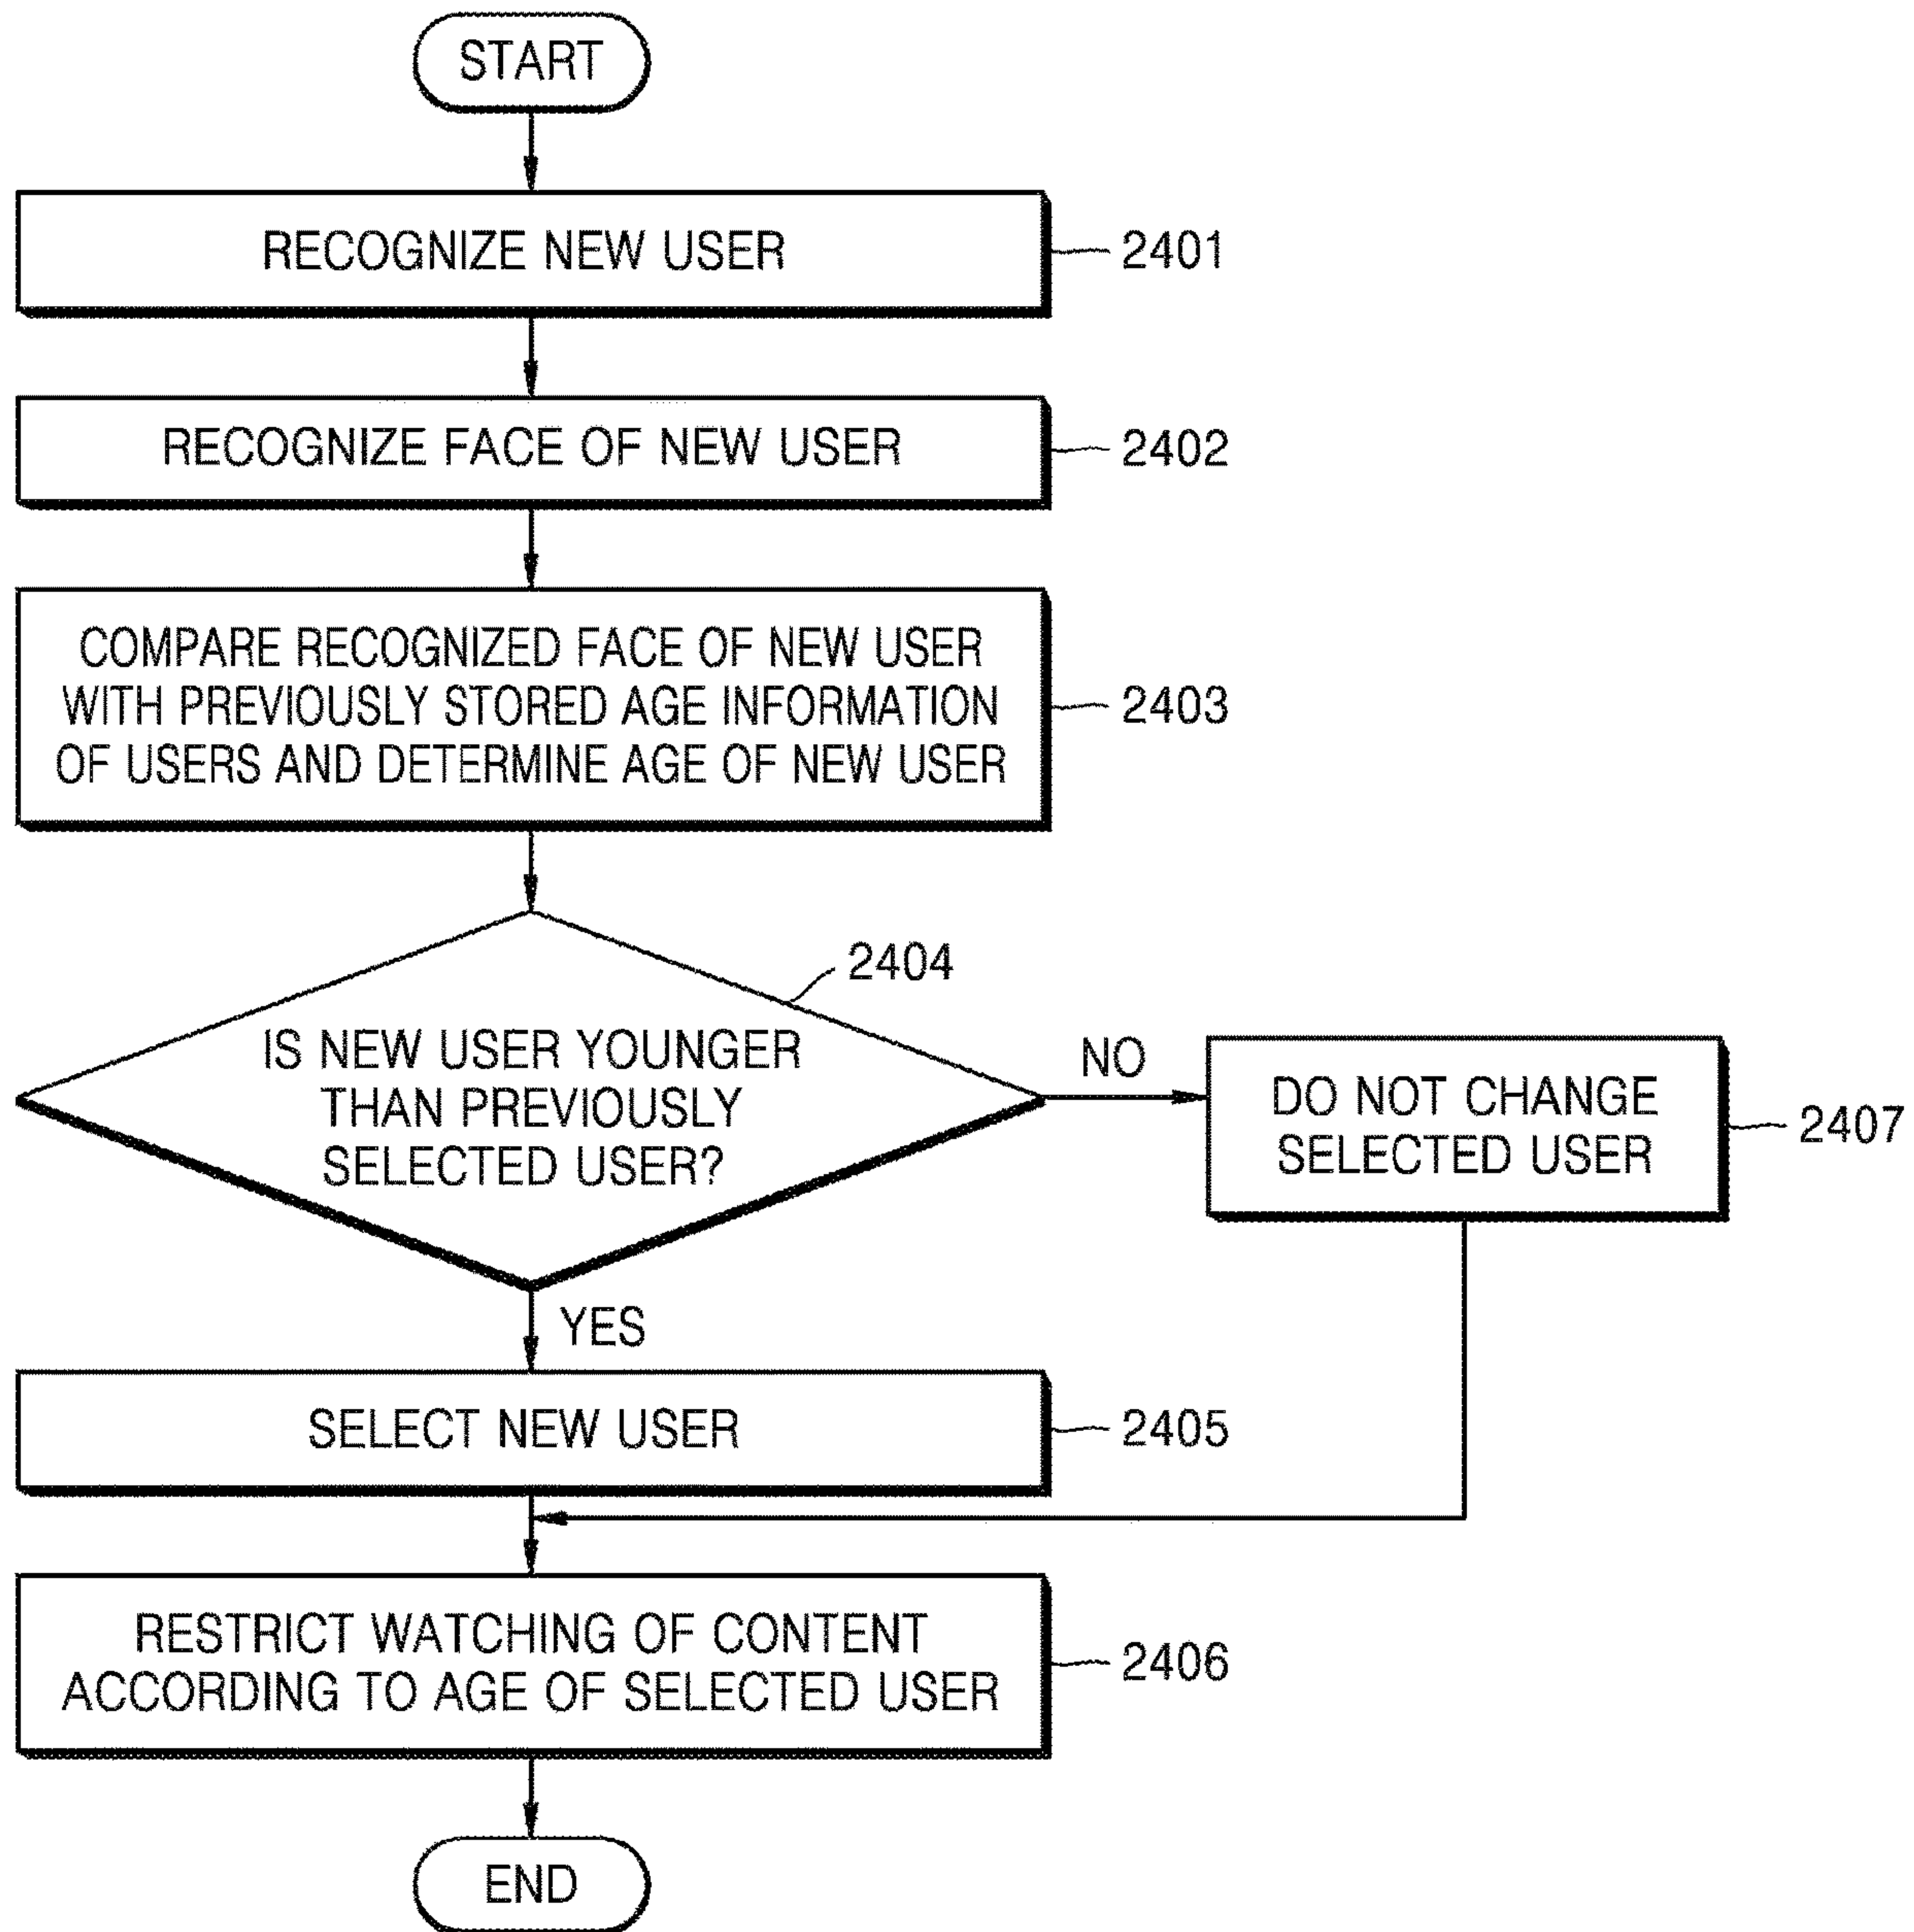 START
RECOGNIZE NEW USER
2401
RECOGNIZE FACE OF NEW USER
2402
COMPARE RECOGNIZED FACE OF NEW USER
WITH PREVIOUSLY STORED AGE INFORMATION
OF USERS AND DETERMINE AGE OF NEW USER
2403
2404
IS NEW USER YOUNGER
THAN PREVIOUSLY
SELECTED USER?
NO
DO NOT CHANGE
SELECTED USER
2407
YES
SELECT NEW USER
2405
RESTRICT WATCHING OF CONTENT
ACCORDING TO AGE OF SELECTED USER
2406
END